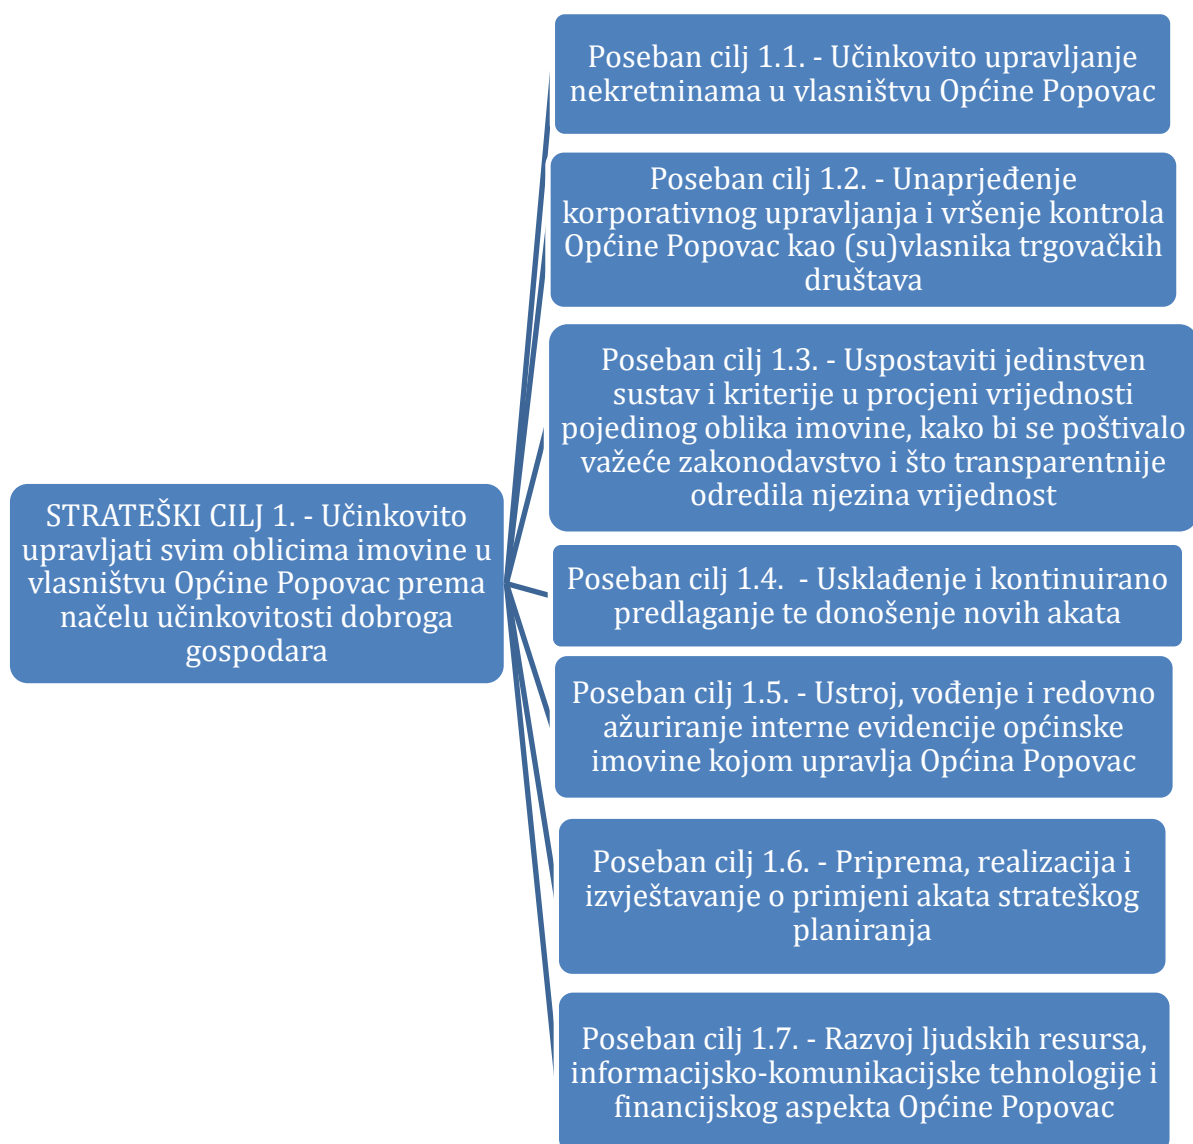 STRATEŠKI CILJ 1. - Učinkovito
upravljati svim oblicima imovine u
vlasništvu Općine Popovac prema
načelu učinkovitosti dobroga
gospodara
Poseban cilj 1.1. - Učinkovito upravljanje
nekretninama u vlasništvu Općine Popovac
Poseban cilj 1.2. - Unaprjeđenje
korporativnog upravljanja i vršenje kontrola
Općine Popovac kao (su)vlasnika trgovačkih
društava
Poseban cilj 1.3. - Uspostaviti jedinstven
sustav i kriterije u procjeni vrijednosti
pojedinog oblika imovine, kako bi se poštivalo
važeće zakonodavstvo i što transparentnije
odredila njezina vrijednost
Poseban cilj 1.4.  - Usklađenje i kontinuirano
predlaganje te donošenje novih akata
Poseban cilj 1.5. - Ustroj, vođenje i redovno
ažuriranje interne evidencije općinske
imovine kojom upravlja Općina Popovac
Poseban cilj 1.6. - Priprema, realizacija i
izvještavanje o primjeni akata strateškog
planiranja
Poseban cilj 1.7. - Razvoj ljudskih resursa,
informacijsko-komunikacijske tehnologije i
financijskog aspekta Općine Popovac